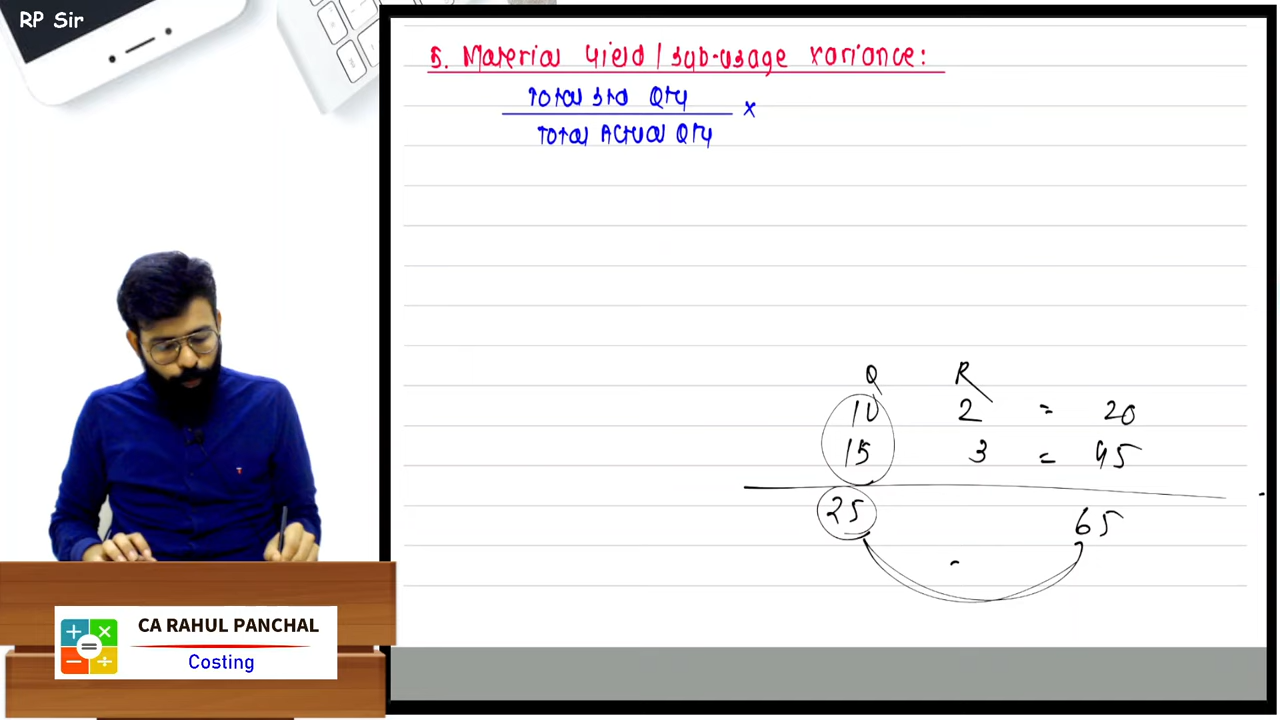 RP Sir
5. Material Yield / sub-usage variance:
Total Std Qty
Total Actual Qty
×
Q R
10 2 = 20
15 3 = 45
25 65
CA RAHUL PANCHAL
Costing